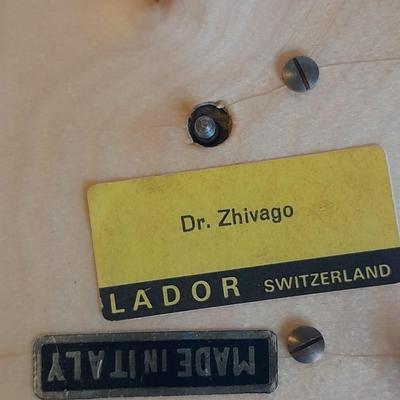 Dr. Zhivago
LADOR SWITZERLAND
MADE IN ITALY